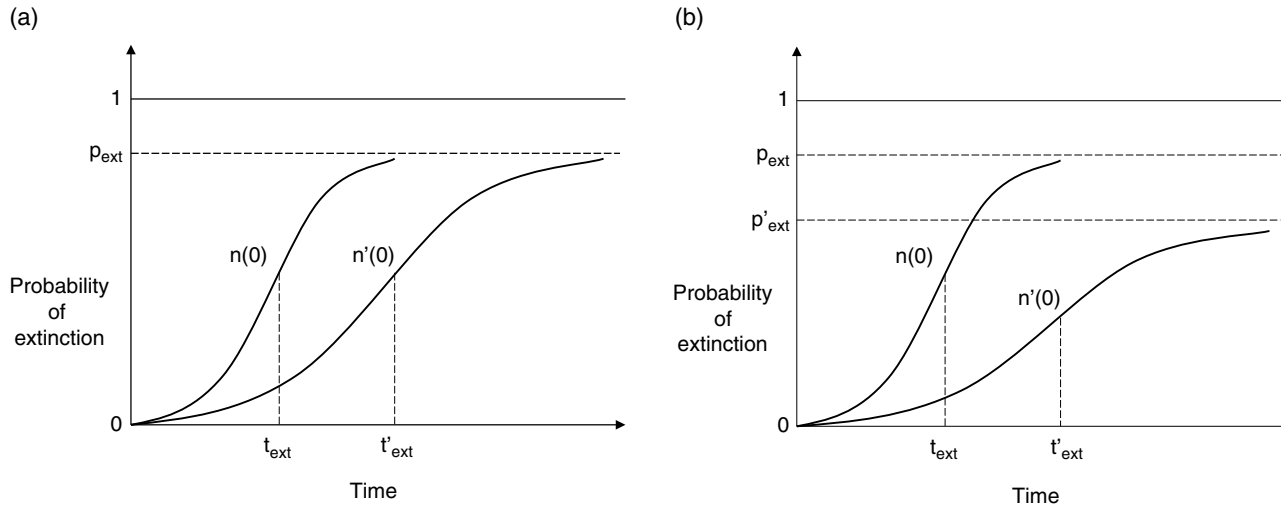 (a)
1
p_ext
n(0)
n'(0)
Probability
of
extinction
0
t_ext
t'_ext
Time
(b)
1
p_ext
p'_ext
n(0)
n'(0)
Probability
of
extinction
0
t_ext
t'_ext
Time